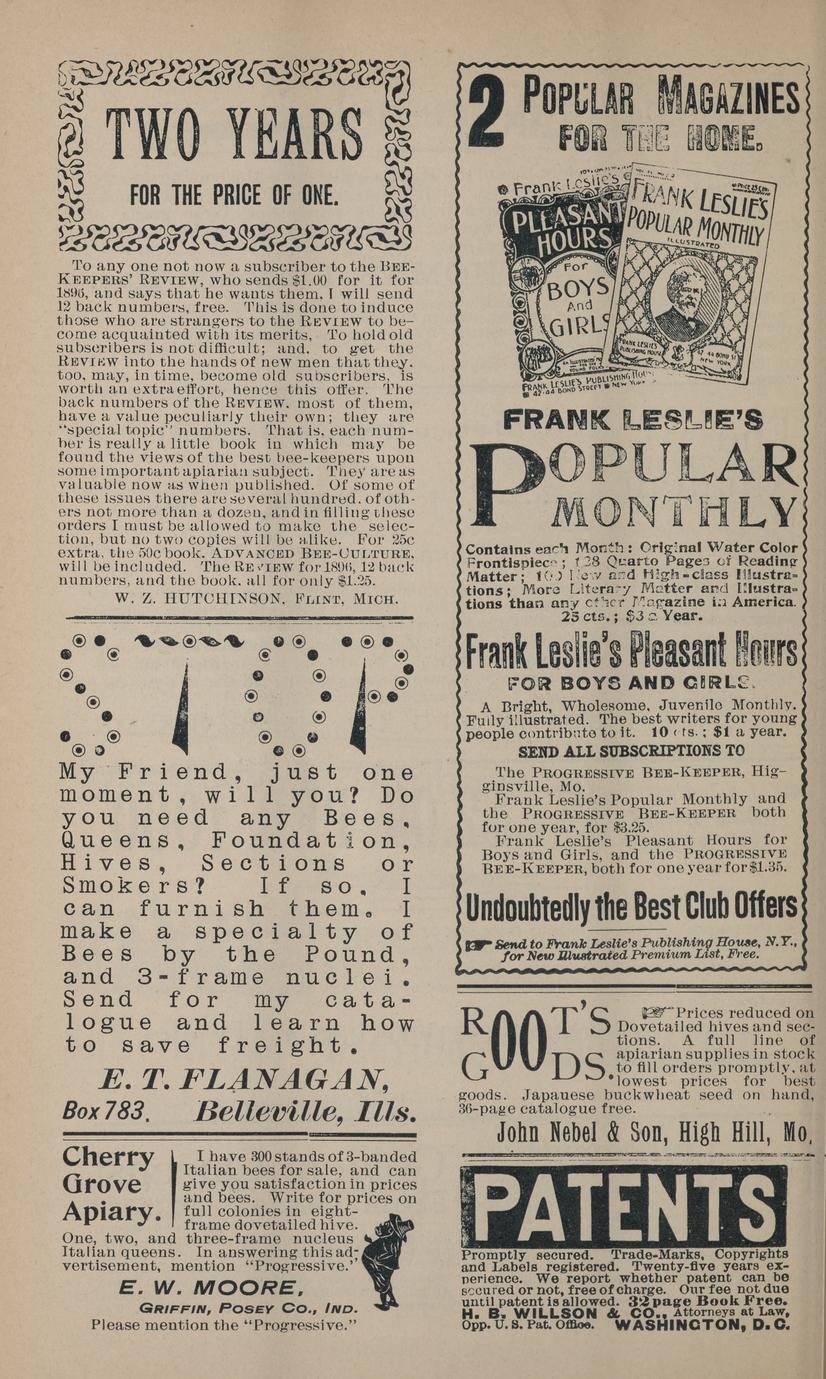 TWO YEARS
FOR THE PRICE OF ONE.
To any one not now a subscriber to the BEE-
KEEPERS' REVIEW, who sends $1.00 for it for
1896, and says that he wants them, I will send
12 back numbers, free. This is done to induce
those who are strangers to the REVIEW to be-
come acquainted with its merits. To hold old
subscribers is not difficult; and, to get the
REVIEW into the hands of new men that they,
too, may, in time, become old subscribers, is
worth an extra effort, hence this offer. The
back numbers of the REVIEW, most of them,
have a value peculiarly their own; they are
"special topic" numbers. That is, each num-
ber is really a little book in which may be
found the views of the best bee-keepers upon
some important apiarian subject. They are as
valuable now as when published. Of some of
these issues there are several hundred, of oth-
ers not more than a dozen, and in filling these
orders I must be allowed to make the selec-
tion, but no two copies will be alike. For 25c
extra, the 50c book, ADVANCED BEE-CULTURE,
will be included. The REVIEW for 1896, 12 back
numbers, and the book, all for only $1.25.
W. Z. HUTCHINSON, FLINT, MICH.
STOP
My Friend, just one
moment, will you? Do
you need any Bees,
Queens, Foundation,
Hives, Sections or
Smokers? If so, I
can furnish them. I
make a specialty of
Bees by the Pound,
and 3-frame nuclei.
Send for my cata-
logue and learn how
to save freight.
E. T. FLANAGAN,
Box 783, Belleville, Ills.
Cherry
Grove
Apiary.
I have 300 stands of 3-banded
Italian bees for sale, and can
give you satisfaction in prices
and bees. Write for prices on
full colonies in eight-
frame dovetailed hive.
One, two, and three-frame nucleus
Italian queens. In answering this ad-
vertisement, mention "Progressive."
E. W. MOORE,
GRIFFIN, POSEY CO., IND.
Please mention the "Progressive."
2 POPULAR MAGAZINES
FOR THE HOME.
Frank Leslie's
PLEASANT
HOURS
For
BOYS
And
GIRLS
FRANK LESLIE'S PUBLISHING HOUSE
42-44 BOND STREET NEW YORK
FRANK LESLIE'S
POPULAR MONTHLY
ILLUSTRATED
FRANK LESLIE'S
POPULAR
MONTHLY
Contains each Month: Original Water Color
Frontispiece; 128 Quarto Pages of Reading
Matter; 100 New and High-class Illustra-
tions; More Literary Matter and Illustra-
tions than any other Magazine in America.
25 cts.; $3 a Year.
Frank Leslie's Pleasant Hours
FOR BOYS AND GIRLS.
A Bright, Wholesome, Juvenile Monthly.
Fully illustrated. The best writers for young
people contribute to it. 10 cts.; $1 a year.
SEND ALL SUBSCRIPTIONS TO
The PROGRESSIVE BEE-KEEPER, Hig-
ginsville, Mo.
Frank Leslie's Popular Monthly and
the PROGRESSIVE BEE-KEEPER both
for one year, for $3.25.
Frank Leslie's Pleasant Hours for
Boys and Girls, and the PROGRESSIVE
BEE-KEEPER, both for one year for $1.35.
Undoubtedly the Best Club Offers
Send to Frank Leslie's Publishing House, N.Y.,
for New Illustrated Premium List, Free.
ROOT'S
GOODS.
Prices reduced on
Dovetailed hives and sec-
tions. A full line of
apiarian supplies in stock
to fill orders promptly, at
lowest prices for best
goods. Japanese buckwheat seed on hand,
36-page catalogue free.
John Nebel & Son, High Hill, Mo,
PATENTS
Promptly secured. Trade-Marks, Copyrights
and Labels registered. Twenty-five years ex-
perience. We report whether patent can be
secured or not, free of charge. Our fee not due
until patent is allowed. 32 page Book Free.
H. B. WILLSON & CO., Attorneys at Law,
Opp. U. S. Pat. Office. WASHINGTON, D. C.